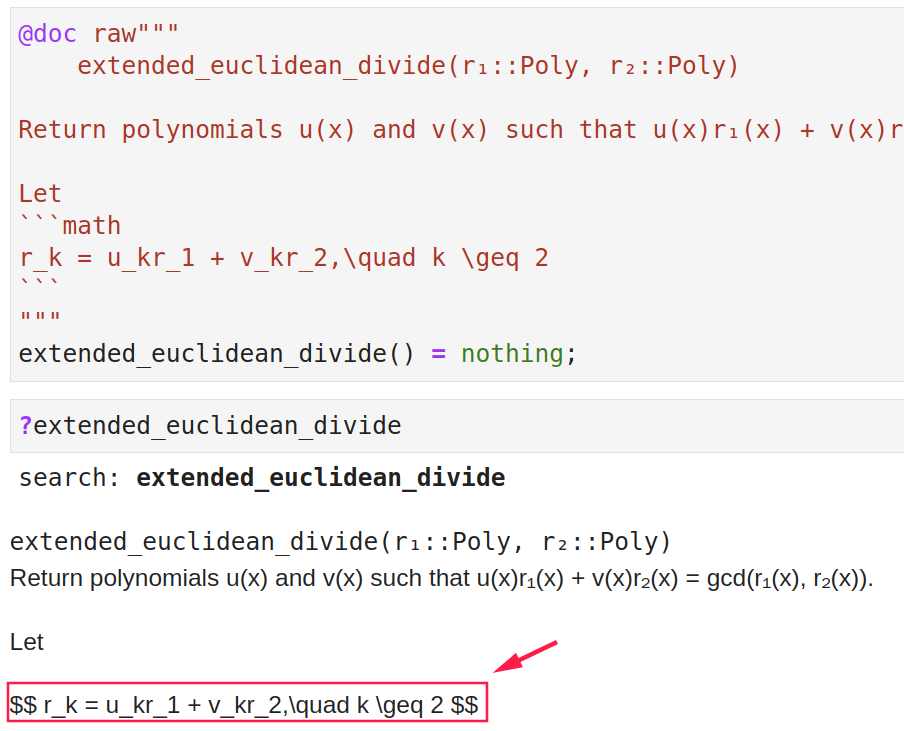 @doc raw"""
    extended_euclidean_divide(r₁::Poly, r₂::Poly)
Return polynomials u(x) and v(x) such that u(x)r₁(x) + v(x)r
Let
```math
r_k = u_kr_1 + v_kr_2,\quad k \geq 2
```
"""
extended_euclidean_divide() = nothing;
?extended_euclidean_divide
search: extended_euclidean_divide
extended_euclidean_divide(r₁::Poly, r₂::Poly)
Return polynomials u(x) and v(x) such that u(x)r₁(x) + v(x)r₂(x) = gcd(r₁(x), r₂(x)).
Let
$$ r_k = u_kr_1 + v_kr_2,\quad k \geq 2 $$